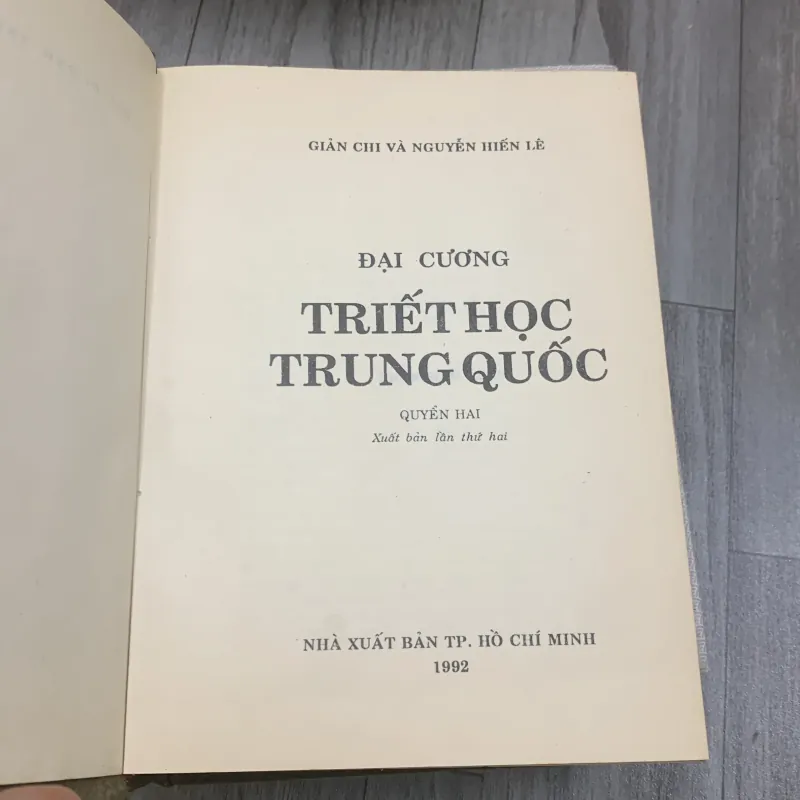 GIẢN CHI VÀ NGUYỄN HIẾN LÊ
ĐẠI CƯƠNG
TRIẾT HỌC
TRUNG QUỐC
QUYỂN HAI
Xuất bản lần thứ hai
NHÀ XUẤT BẢN TP. HỒ CHÍ MINH
1992